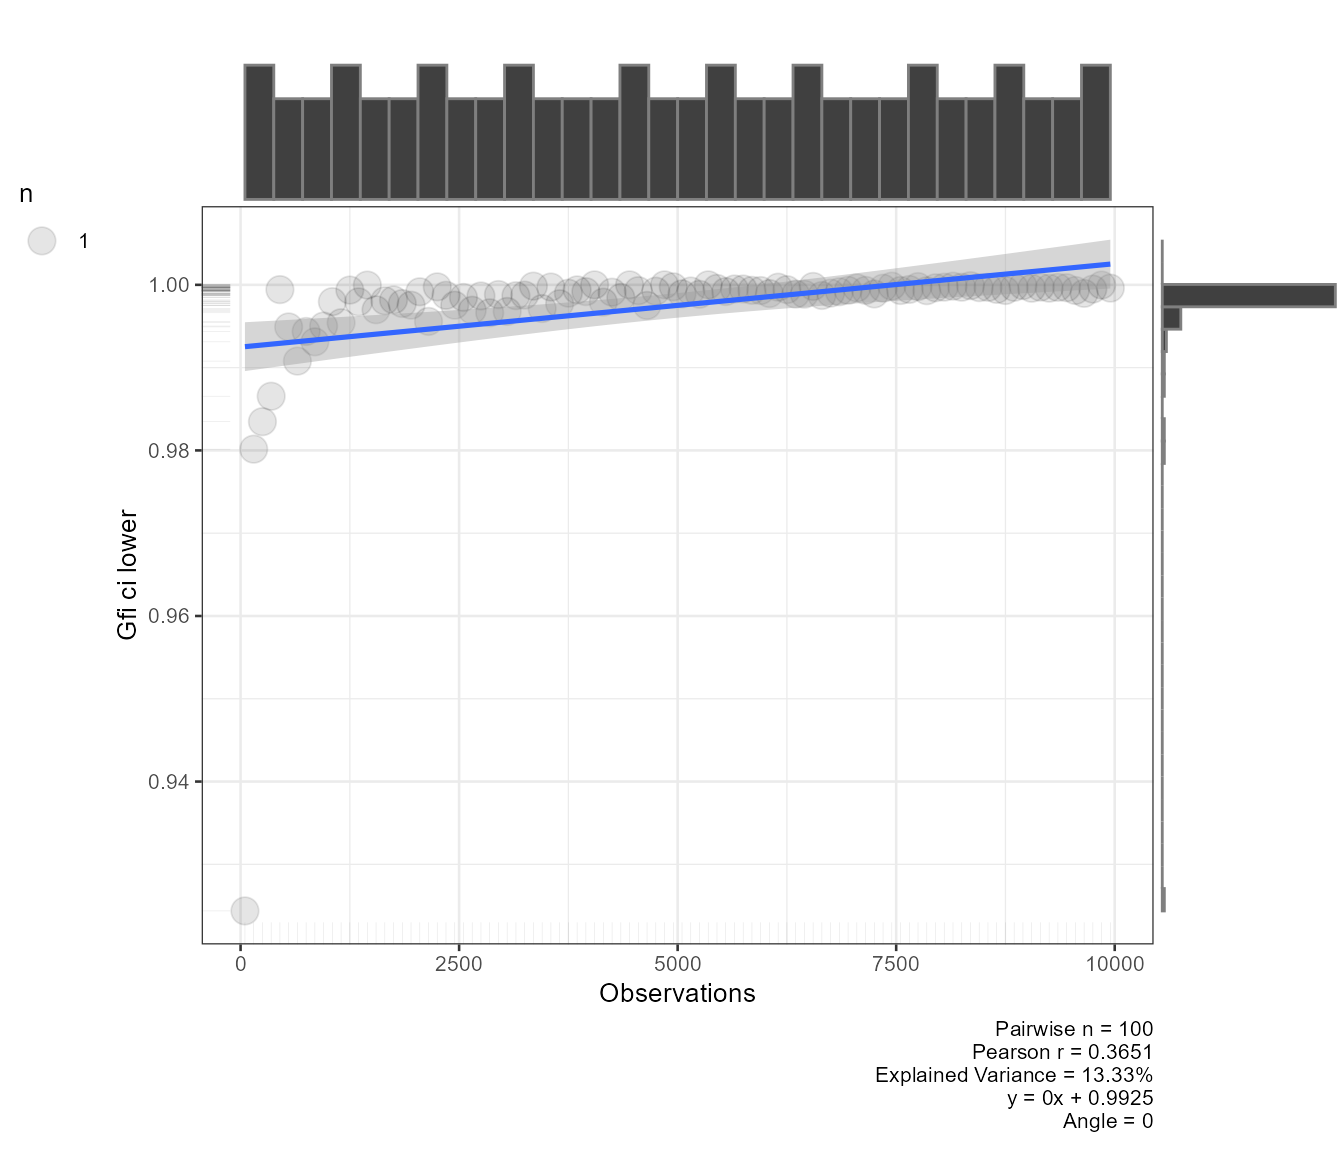 n
1
1.00
0.98
0.96
0.94
Gfi ci lower
0
2500
5000
7500
10000
Observations
Pairwise n = 100
Pearson r = 0.3651
Explained Variance = 13.33%
y = 0x + 0.9925
Angle = 0